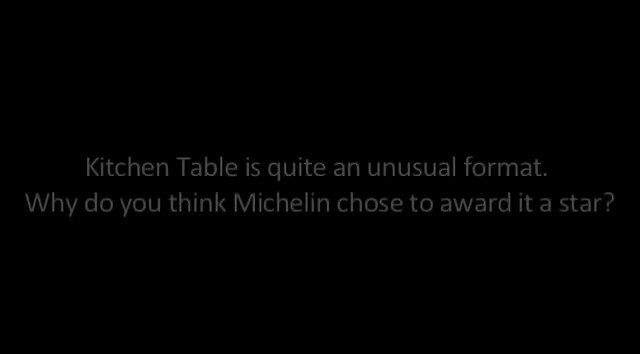 Kitchen Table is quite an unusual format.
Why do you think Michelin chose to award it a star?